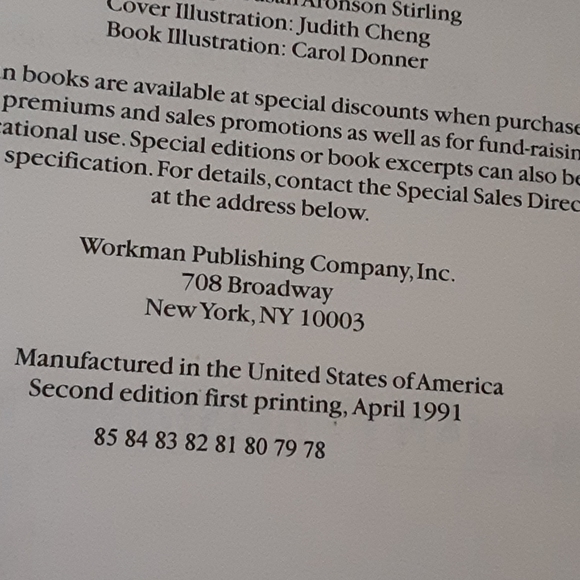 Aronson Stirling
Cover Illustration: Judith Cheng
Book Illustration: Carol Donner
n books are available at special discounts when purchase
premiums and sales promotions as well as for fund-raisin
ational use. Special editions or book excerpts can also be
specification. For details, contact the Special Sales Direc
at the address below.
Workman Publishing Company, Inc.
708 Broadway
New York, NY 10003
Manufactured in the United States of America
Second edition first printing, April 1991
85 84 83 82 81 80 79 78